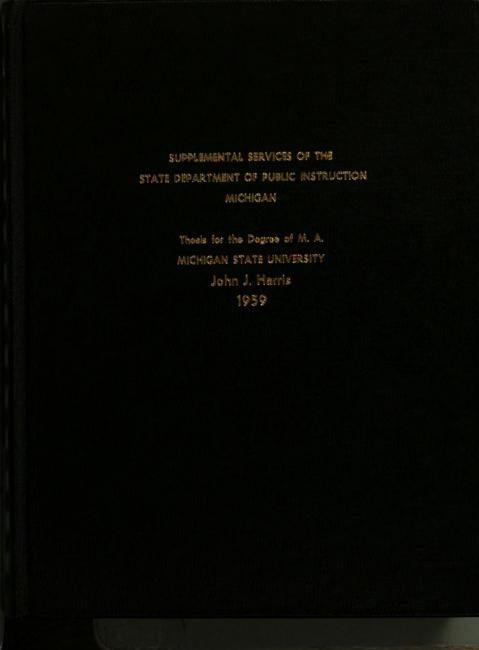 SUPPLEMENTAL SERVICES OF THE
STATE DEPARTMENT OF PUBLIC INSTRUCTION
MICHIGAN
Thesis for the Degree of M. A.
MICHIGAN STATE UNIVERSITY
John J. Harris
1959